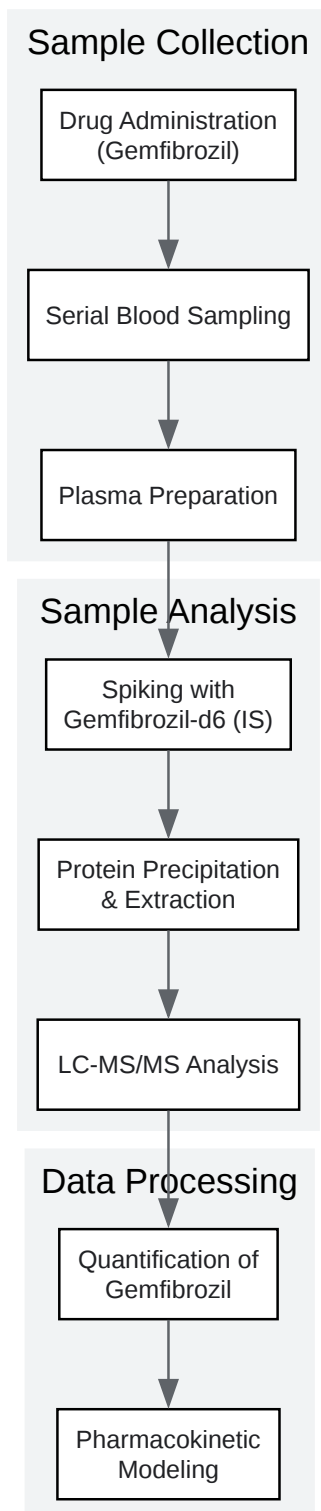 Sample Collection
Drug Administration
(Gemfibrozil)
Serial Blood Sampling
Plasma Preparation
Sample Analysis
Spiking with
Gemfibrozil-d6 (IS)
Protein Precipitation
& Extraction
LC-MS/MS Analysis
Data Processing
Quantification of
Gemfibrozil
Pharmacokinetic
Modeling